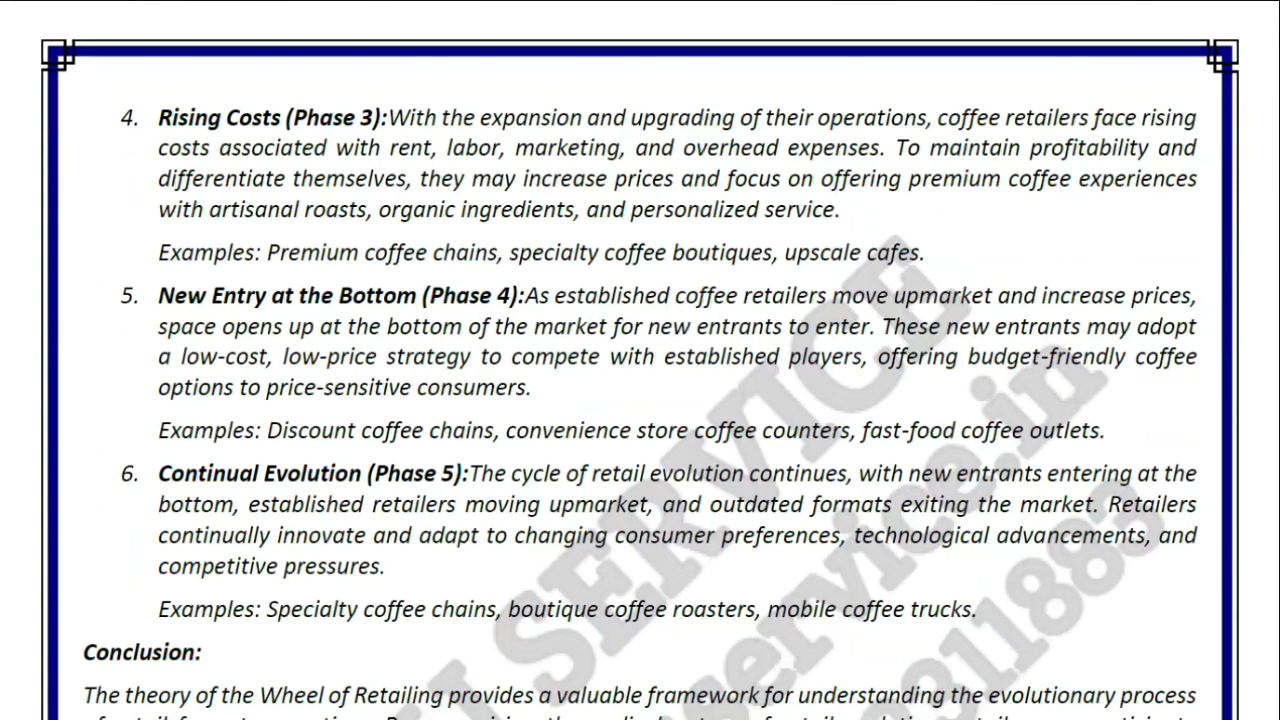 4. Rising Costs (Phase 3):With the expansion and upgrading of their operations, coffee retailers face rising
costs associated with rent, labor, marketing, and overhead expenses. To maintain profitability and
differentiate themselves, they may increase prices and focus on offering premium coffee experiences
with artisanal roasts, organic ingredients, and personalized service.
Examples: Premium coffee chains, specialty coffee boutiques, upscale cafes.
5. New Entry at the Bottom (Phase 4):As established coffee retailers move upmarket and increase prices,
space opens up at the bottom of the market for new entrants to enter. These new entrants may adopt
a low-cost, low-price strategy to compete with established players, offering budget-friendly coffee
options to price-sensitive consumers.
Examples: Discount coffee chains, convenience store coffee counters, fast-food coffee outlets.
6. Continual Evolution (Phase 5):The cycle of retail evolution continues, with new entrants entering at the
bottom, established retailers moving upmarket, and outdated formats exiting the market. Retailers
continually innovate and adapt to changing consumer preferences, technological advancements, and
competitive pressures.
Examples: Specialty coffee chains, boutique coffee roasters, mobile coffee trucks.
Conclusion:
The theory of the Wheel of Retailing provides a valuable framework for understanding the evolutionary process
SERVICE
service.in
311883